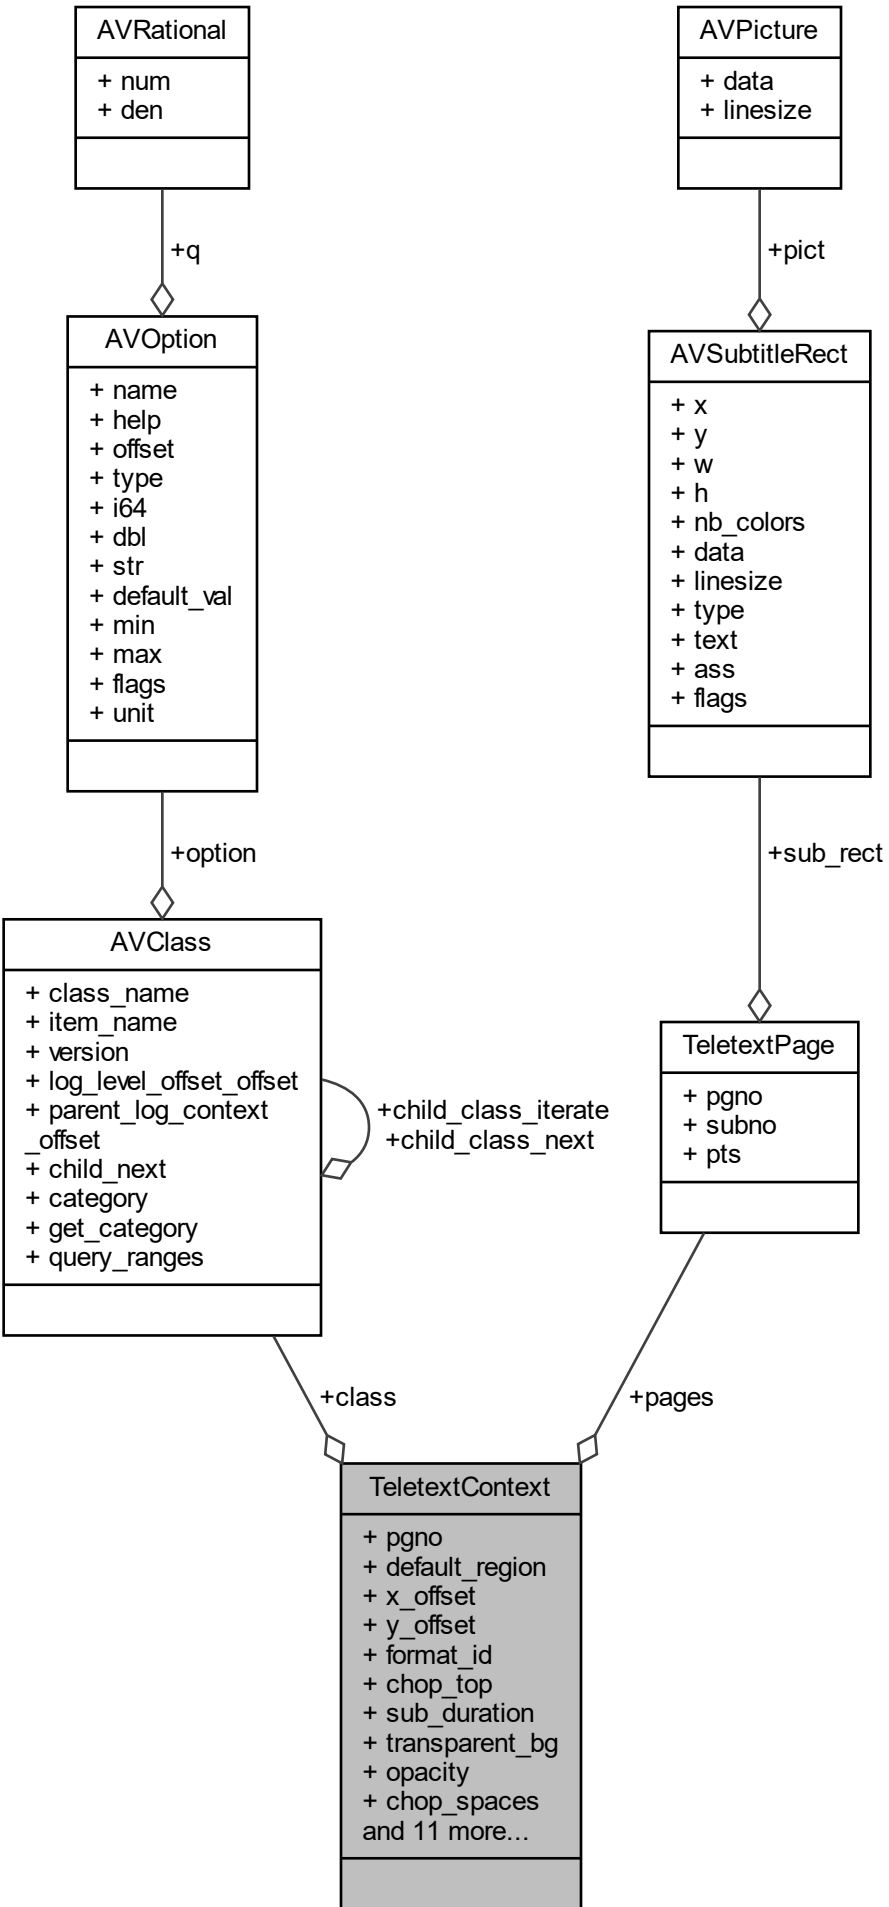 AVRational
+ num
+ den
+q
AVOption
+ name
+ help
+ offset
+ type
+ i64
+ dbl
+ str
+ default_val
+ min
+ max
+ flags
+ unit
+option
AVClass
+ class_name
+ item_name
+ version
+ log_level_offset_offset
+ parent_log_context
_offset
+ child_next
+ category
+ get_category
+ query_ranges
+child_class_iterate
+child_class_next
+class
AVPicture
+ data
+ linesize
+pict
AVSubtitleRect
+ x
+ y
+ w
+ h
+ nb_colors
+ data
+ linesize
+ type
+ text
+ ass
+ flags
+sub_rect
TeletextPage
+ pgno
+ subno
+ pts
+pages
TeletextContext
+ pgno
+ default_region
+ x_offset
+ y_offset
+ format_id
+ chop_top
+ sub_duration
+ transparent_bg
+ opacity
+ chop_spaces
and 11 more...